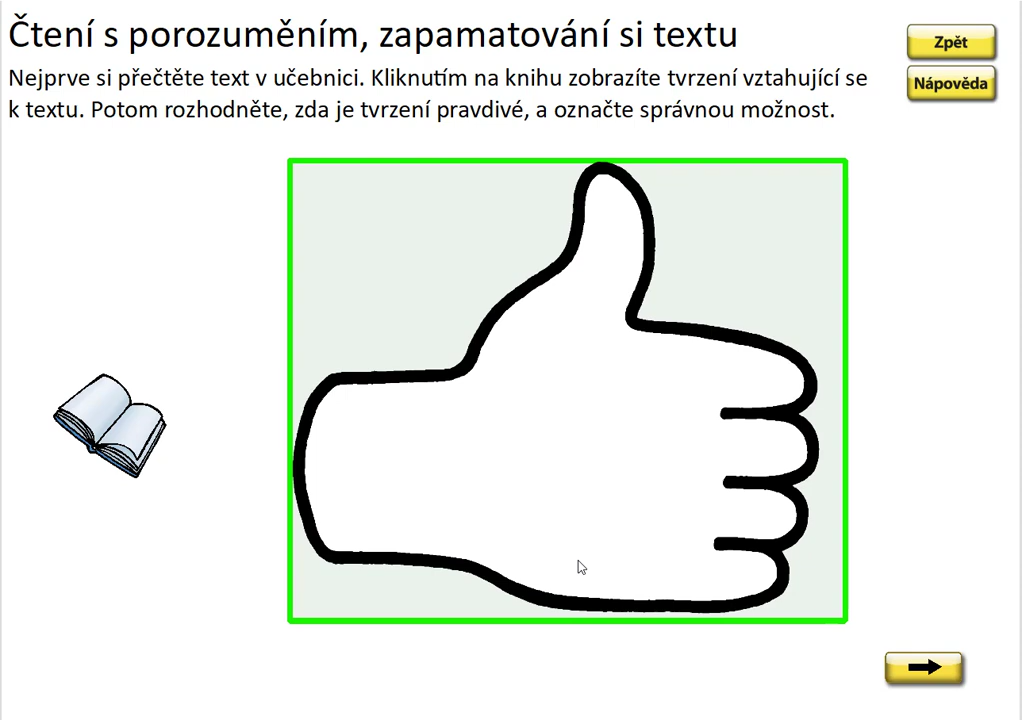 Čtení s porozuměním, zapamatování si textu
Zpět
Nejprve si přečtěte text v učebnici. Kliknutím na knihu zobrazíte tvrzení vztahující se
Nápověda
k textu. Potom rozhodněte, zda je tvrzení pravdivé, a označte správnou možnost.